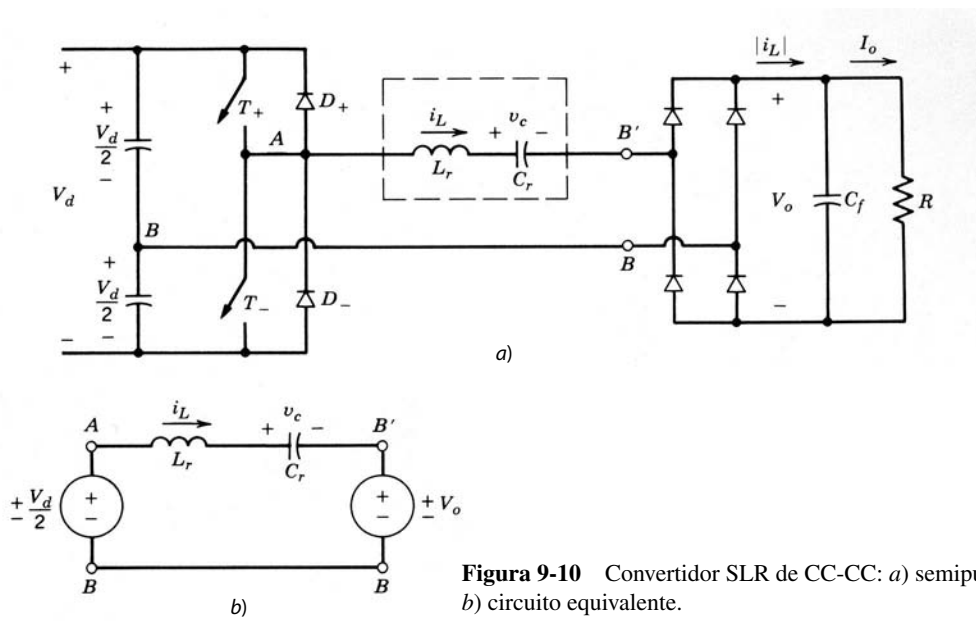 |i_L| I_o
+ + T_+ D_+ i_L + v_c - B' +
V_d/2 A L_r C_r
-
V_d B V_o C_f R
+ B
V_d/2 T_- D_- -
- -
a)
A i_L + v_c - B'
L_r C_r
± V_d/2 + - + - ± V_o
B B
b)
Figura 9-10 Convertidor SLR de CC-CC: a) semipu
b) circuito equivalente.